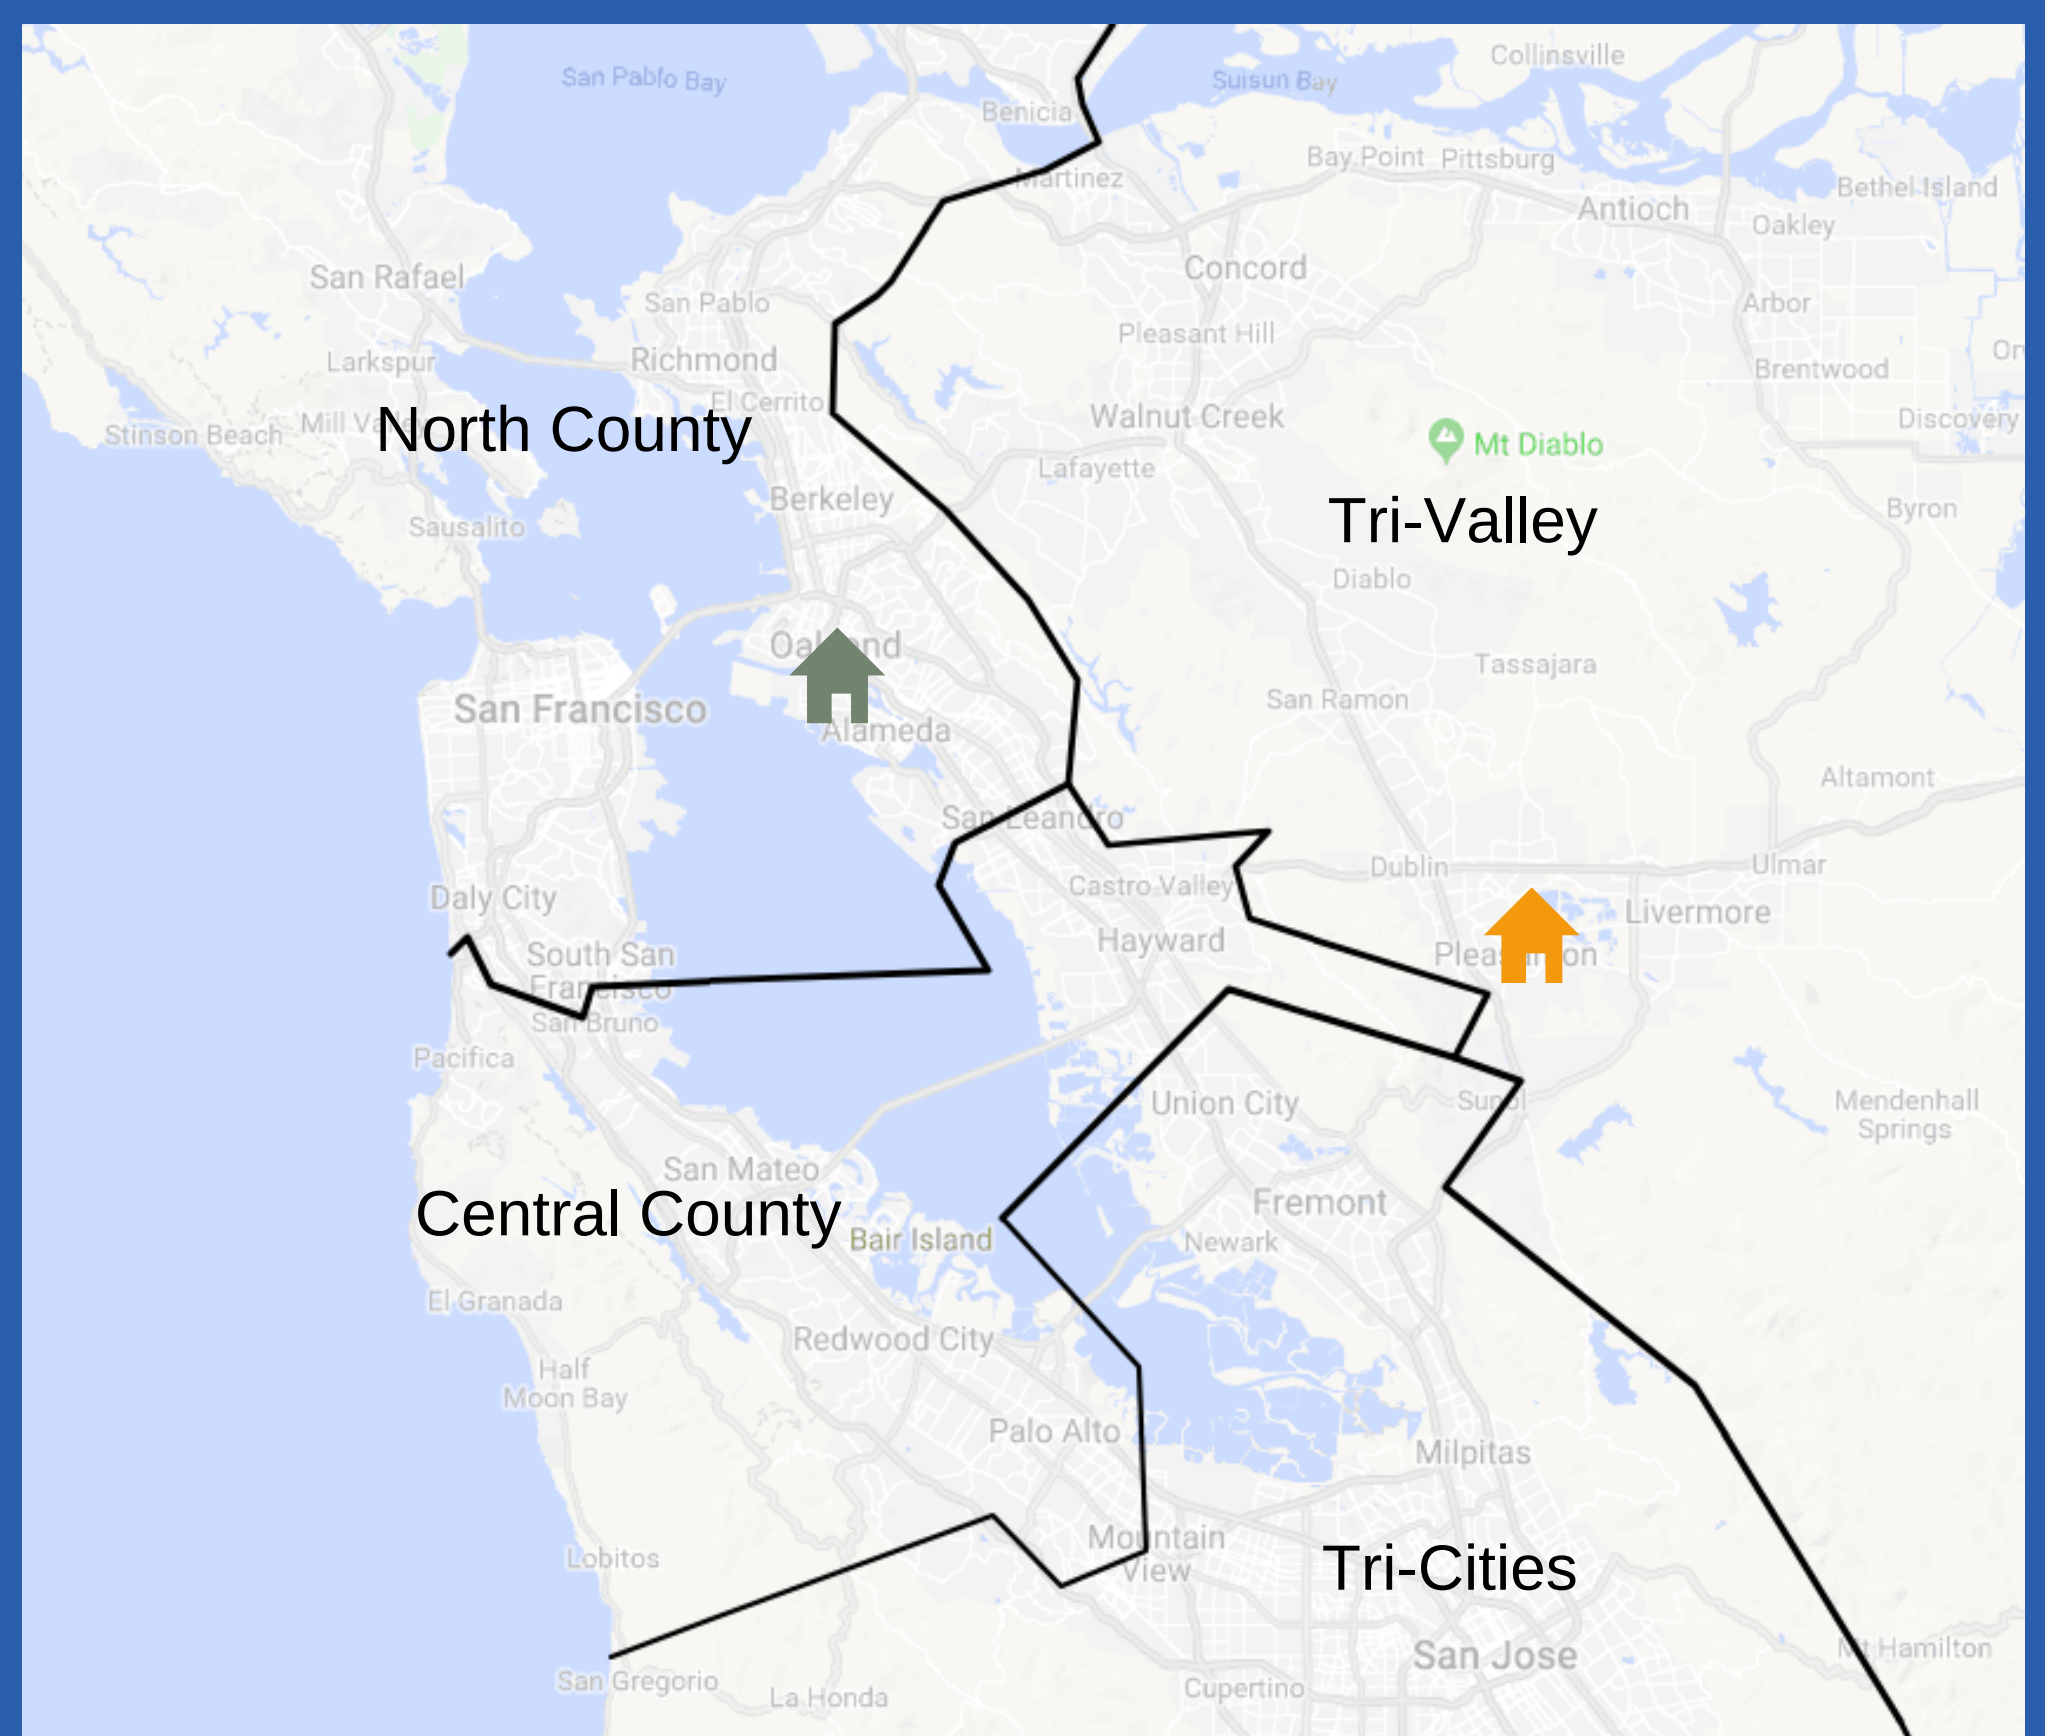 Collinsville
San Pablo Bay
Suisun Bay
Benicia
Bay Point
Pittsburg
Martinez
Bethel Island
Antioch
Oakley
San Rafael
Concord
San Pablo
Arbor
Pleasant Hill
Larkspur
Richmond
Brentwood
El Cerrito
Walnut Creek
Discovery
Stinson Beach
Mill
North County
Mt Diablo
Lafayette
Berkeley
Byron
Sausalito
Tri-Valley
Diablo
Tassajara
San Ramon
San Francisco
Alameda
Altamont
San Leandro
Dublin
Ulmar
Castro Valley
Daly City
Livermore
Hayward
South San
Francisco
San Bruno
Pacifica
Union City
Sunol
Mendenhall
Springs
San Mateo
Fremont
Central County
Bair Island
Newark
El Granada
Redwood City
Half
Moon Bay
Palo Alto
Milpitas
Mountain
View
Lobitos
Tri-Cities
San Jose
Mt Hamilton
San Gregorio
La Honda
Cupertino